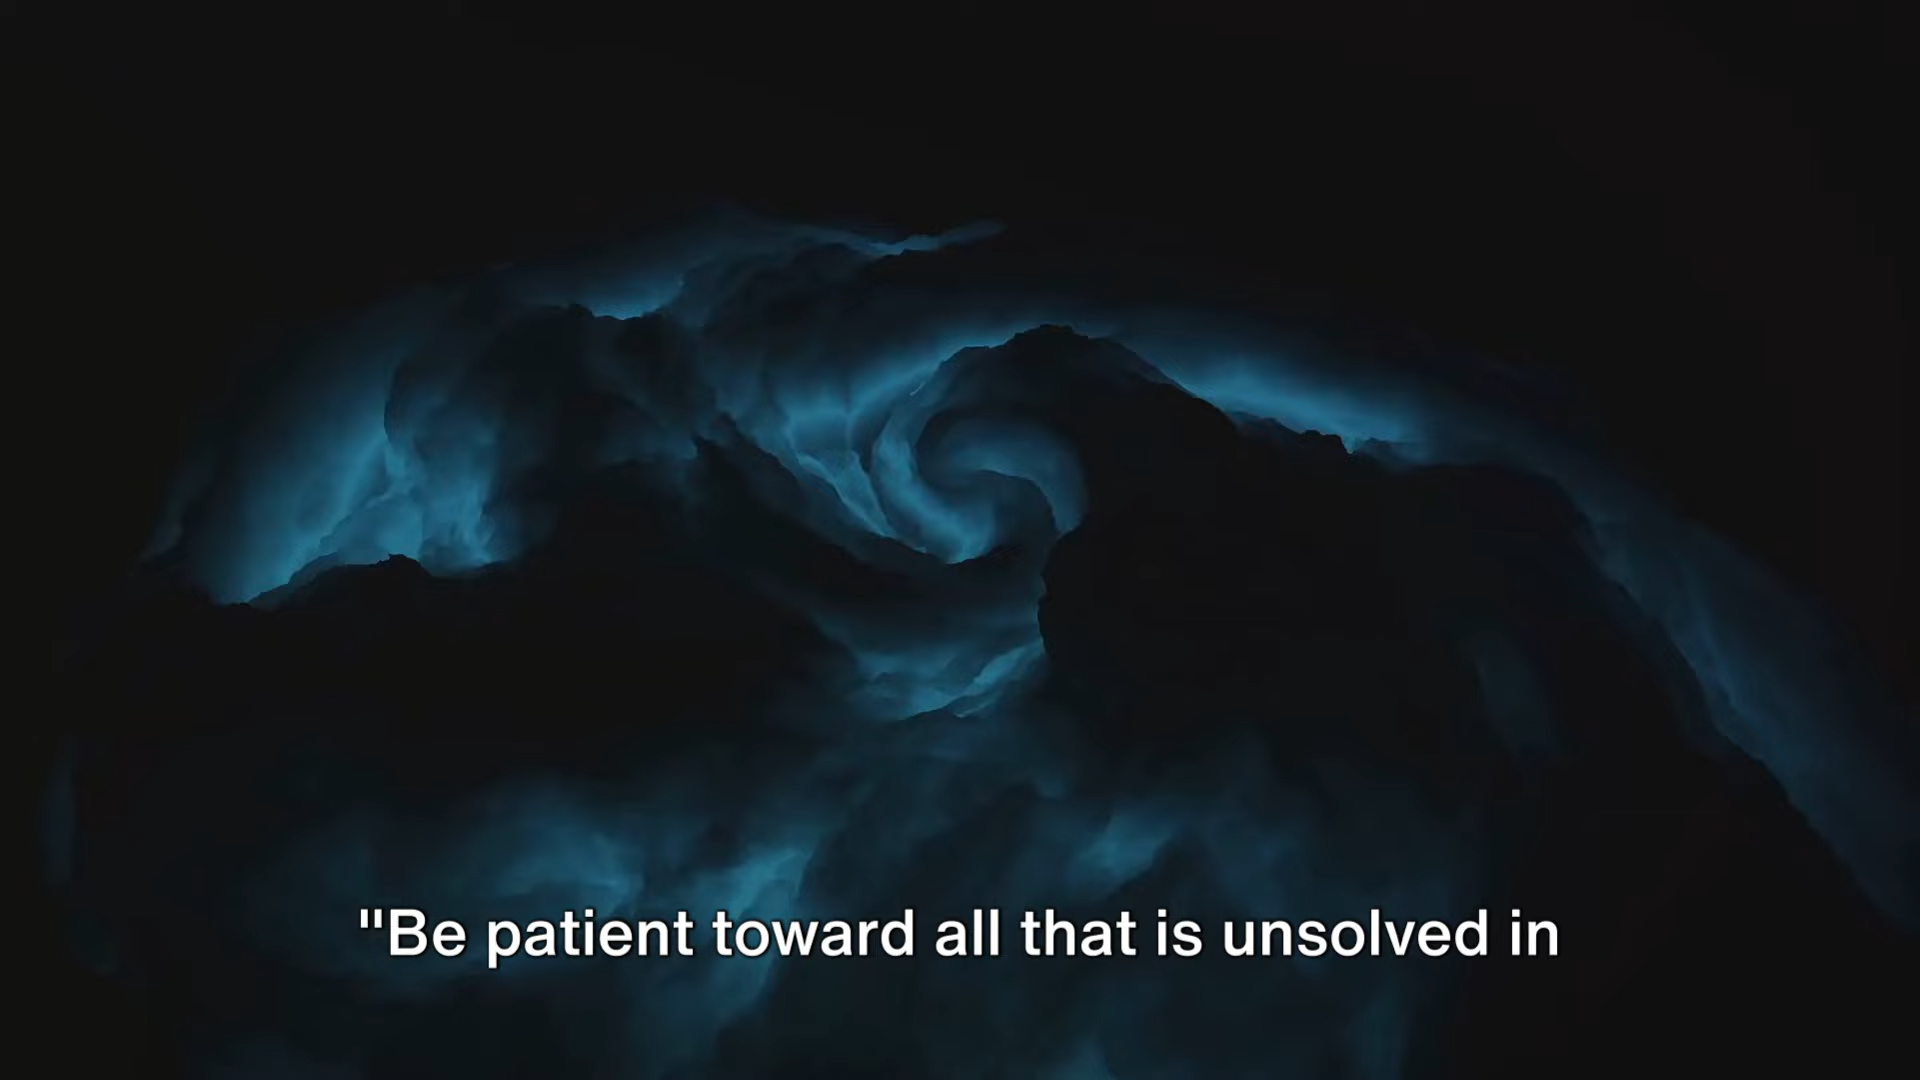 "Be patient toward all that is unsolved in